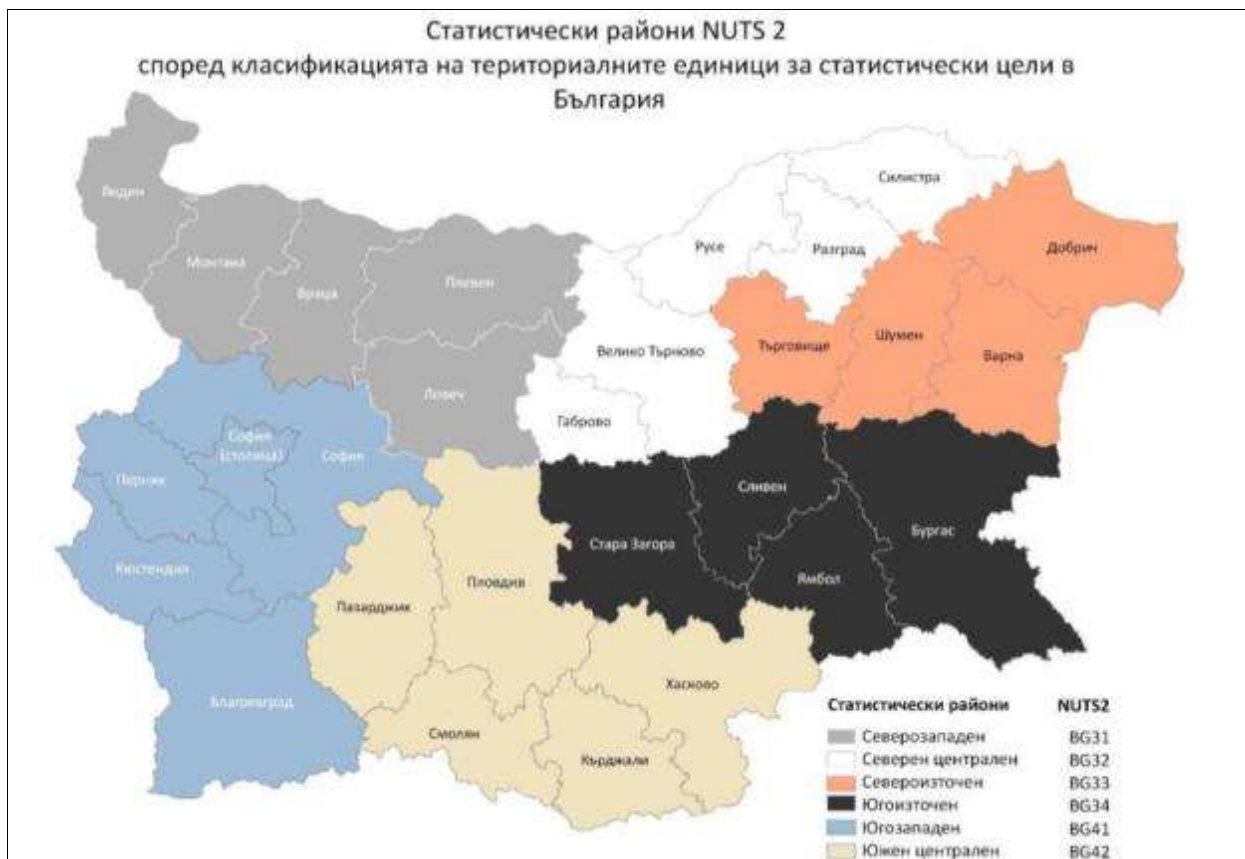 Статистически райони NUTS 2
според класификацията на териториалните единици за статистически цели в
България
Видин
Монтана
Враца
Плевен
Ловеч
Силистра
Русе
Разград
Добрич
Търговище
Шумен
Варна
Велико Търново
Габрово
София
(столица)
София
Перник
Кюстендил
Благоевград
Сливен
Стара Загора
Ямбол
Бургас
Пазарджик
Пловдив
Хасково
Смолян
Кърджали
Статистически райони NUTS2
Северозападен BG31
Северен централен BG32
Североизточен BG33
Югоизточен BG34
Югозападен BG41
Южен централен BG42